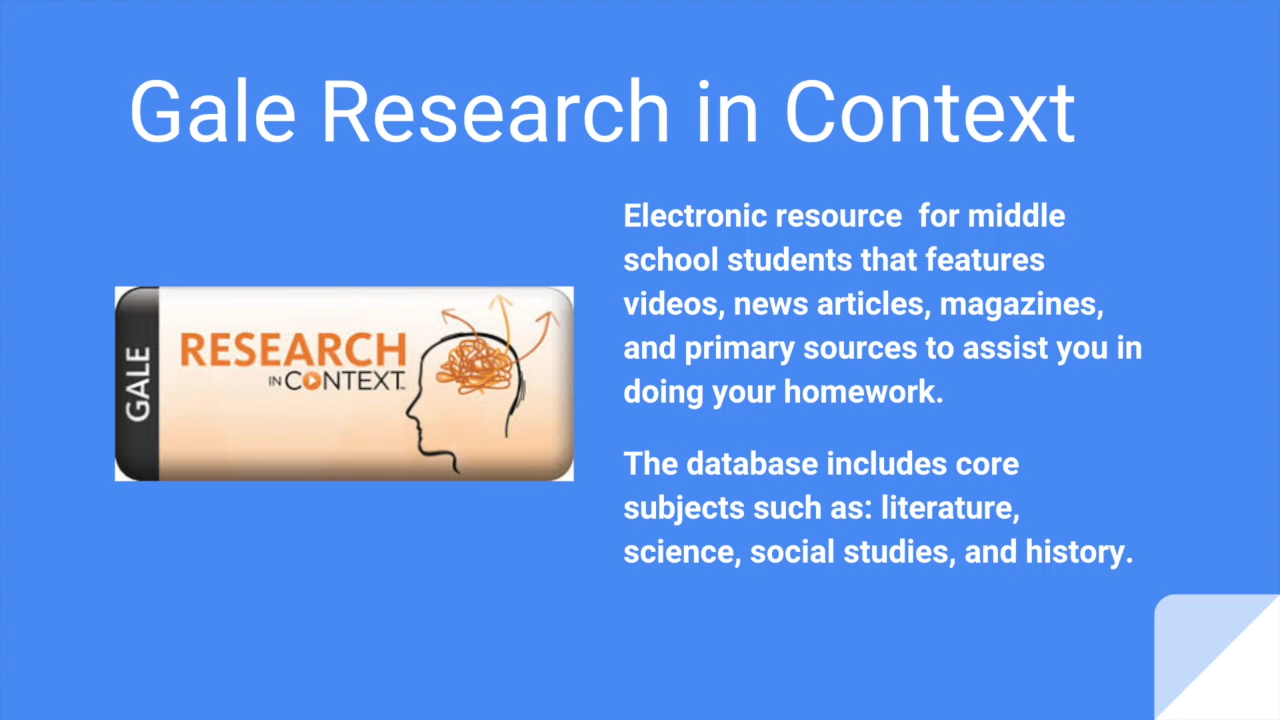 Gale Research in Context
GALE
RESEARCH
IN CONTEXT™
Electronic resource  for middle
school students that features
videos, news articles, magazines,
and primary sources to assist you in
doing your homework.
The database includes core
subjects such as: literature,
science, social studies, and history.